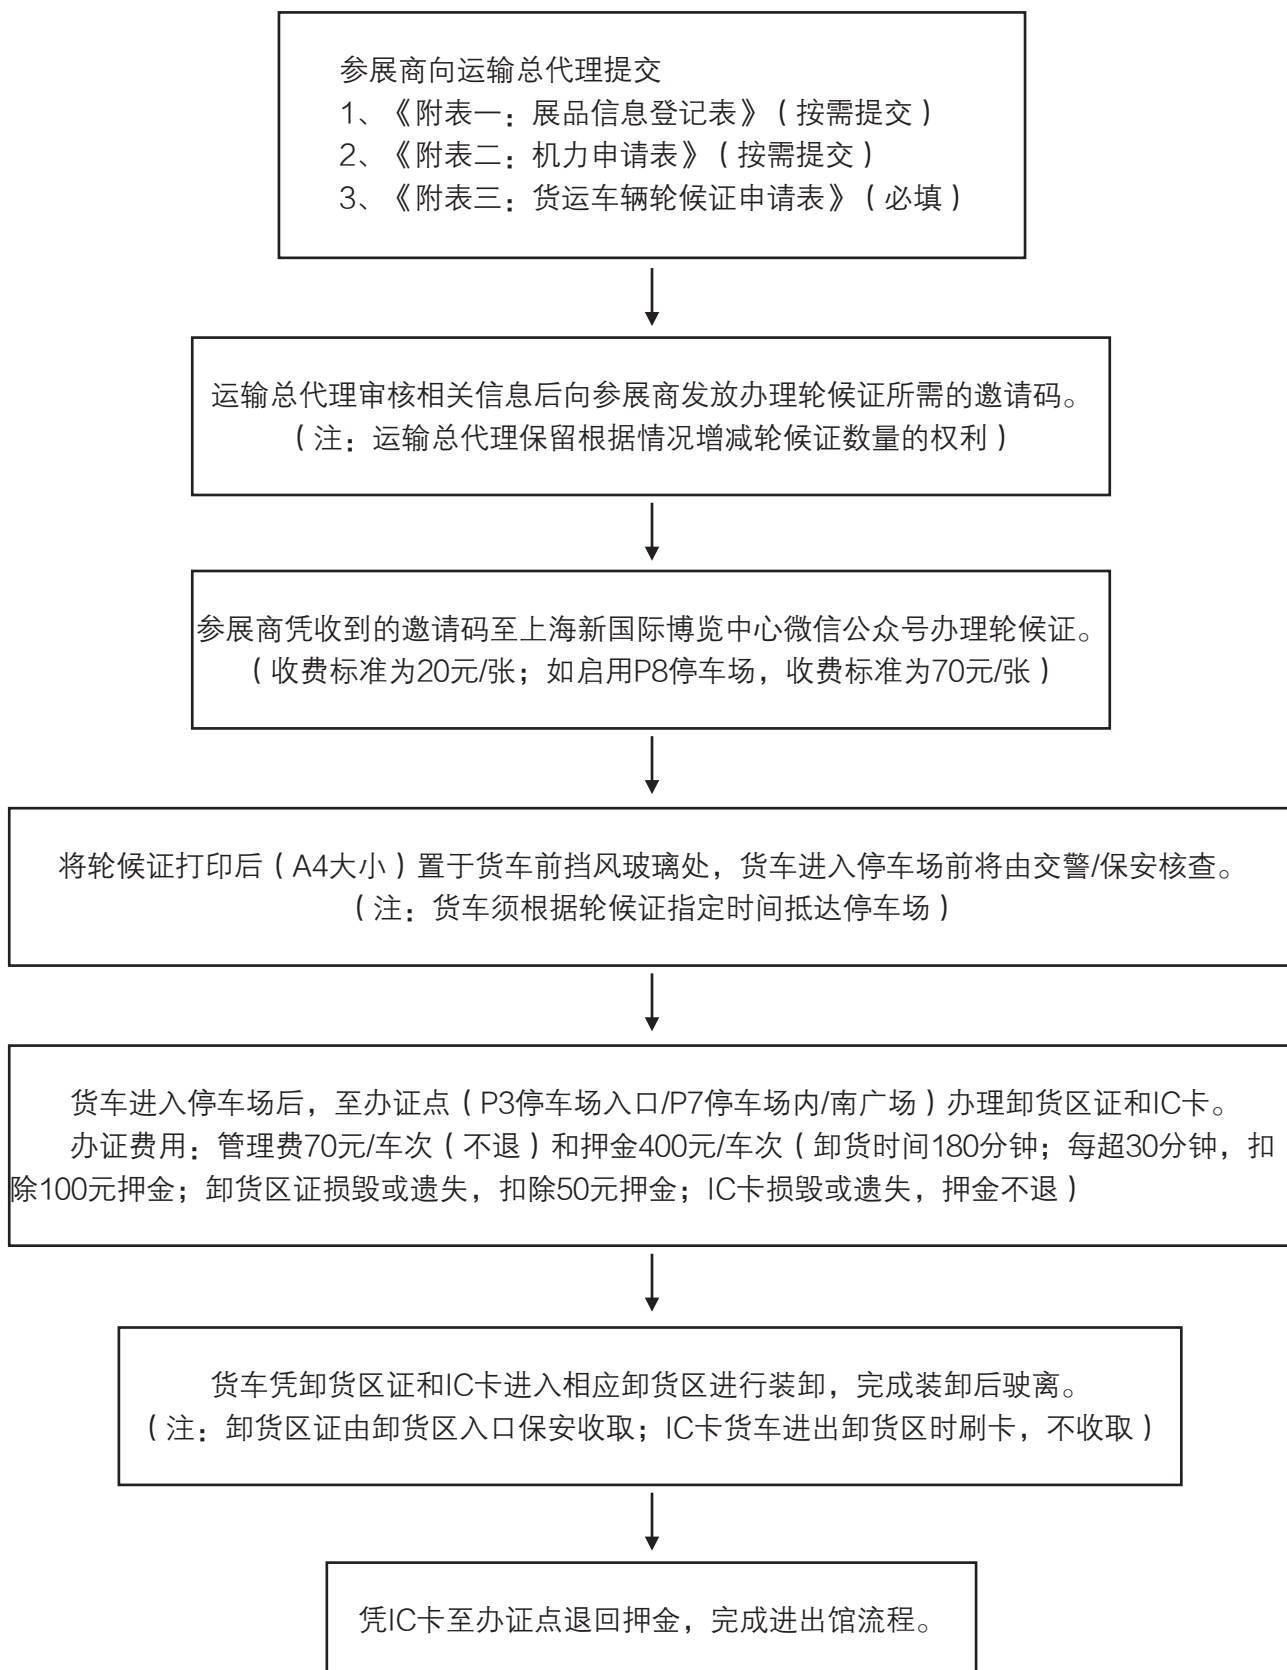 参展商向运输总代理提交
1、《附表一：展品信息登记表》（按需提交）
2、《附表二：机力申请表》（按需提交）
3、《附表三：货运车辆轮候证申请表》（必填）
运输总代理审核相关信息后向参展商发放办理轮候证所需的邀请码。
（注：运输总代理保留根据情况增减轮候证数量的权利）
参展商凭收到的邀请码至上海新国际博览中心微信公众号办理轮候证。
（收费标准为20元/张；如启用P8停车场，收费标准为70元/张）
将轮候证打印后（A4大小）置于货车前挡风玻璃处，货车进入停车场前将由交警/保安核查。
（注：货车须根据轮候证指定时间抵达停车场）
货车进入停车场后，至办证点（P3停车场入口/P7停车场内/南广场）办理卸货区证和IC卡。
办证费用：管理费70元/车次（不退）和押金400元/车次（卸货时间180分钟；每超30分钟，扣
除100元押金；卸货区证损毁或遗失，扣除50元押金；IC卡损毁或遗失，押金不退）
货车凭卸货区证和IC卡进入相应卸货区进行装卸，完成装卸后驶离。
（注：卸货区证由卸货区入口保安收取；IC卡货车进出卸货区时刷卡，不收取）
凭IC卡至办证点退回押金，完成进出馆流程。